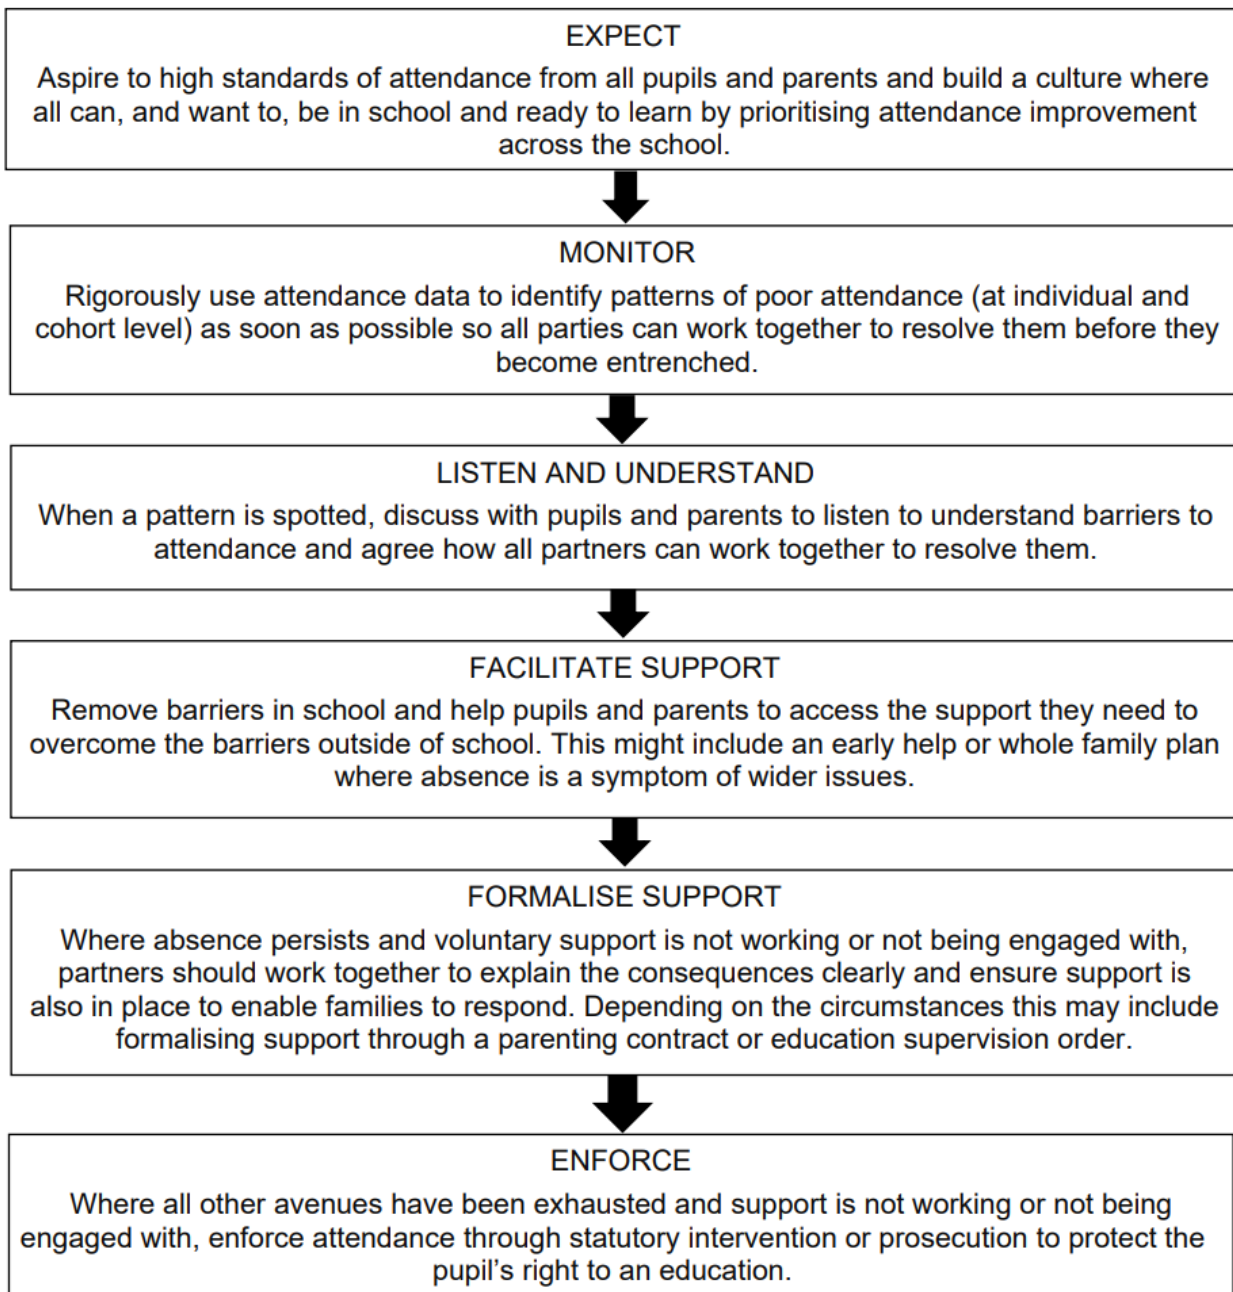 EXPECT
Aspire to high standards of attendance from all pupils and parents and build a culture where
all can, and want to, be in school and ready to learn by prioritising attendance improvement
across the school.
MONITOR
Rigorously use attendance data to identify patterns of poor attendance (at individual and
cohort level) as soon as possible so all parties can work together to resolve them before they
become entrenched.
LISTEN AND UNDERSTAND
When a pattern is spotted, discuss with pupils and parents to listen to understand barriers to
attendance and agree how all partners can work together to resolve them.
FACILITATE SUPPORT
Remove barriers in school and help pupils and parents to access the support they need to
overcome the barriers outside of school. This might include an early help or whole family plan
where absence is a symptom of wider issues.
FORMALISE SUPPORT
Where absence persists and voluntary support is not working or not being engaged with,
partners should work together to explain the consequences clearly and ensure support is
also in place to enable families to respond. Depending on the circumstances this may include
formalising support through a parenting contract or education supervision order.
ENFORCE
Where all other avenues have been exhausted and support is not working or not being
engaged with, enforce attendance through statutory intervention or prosecution to protect the
pupil’s right to an education.